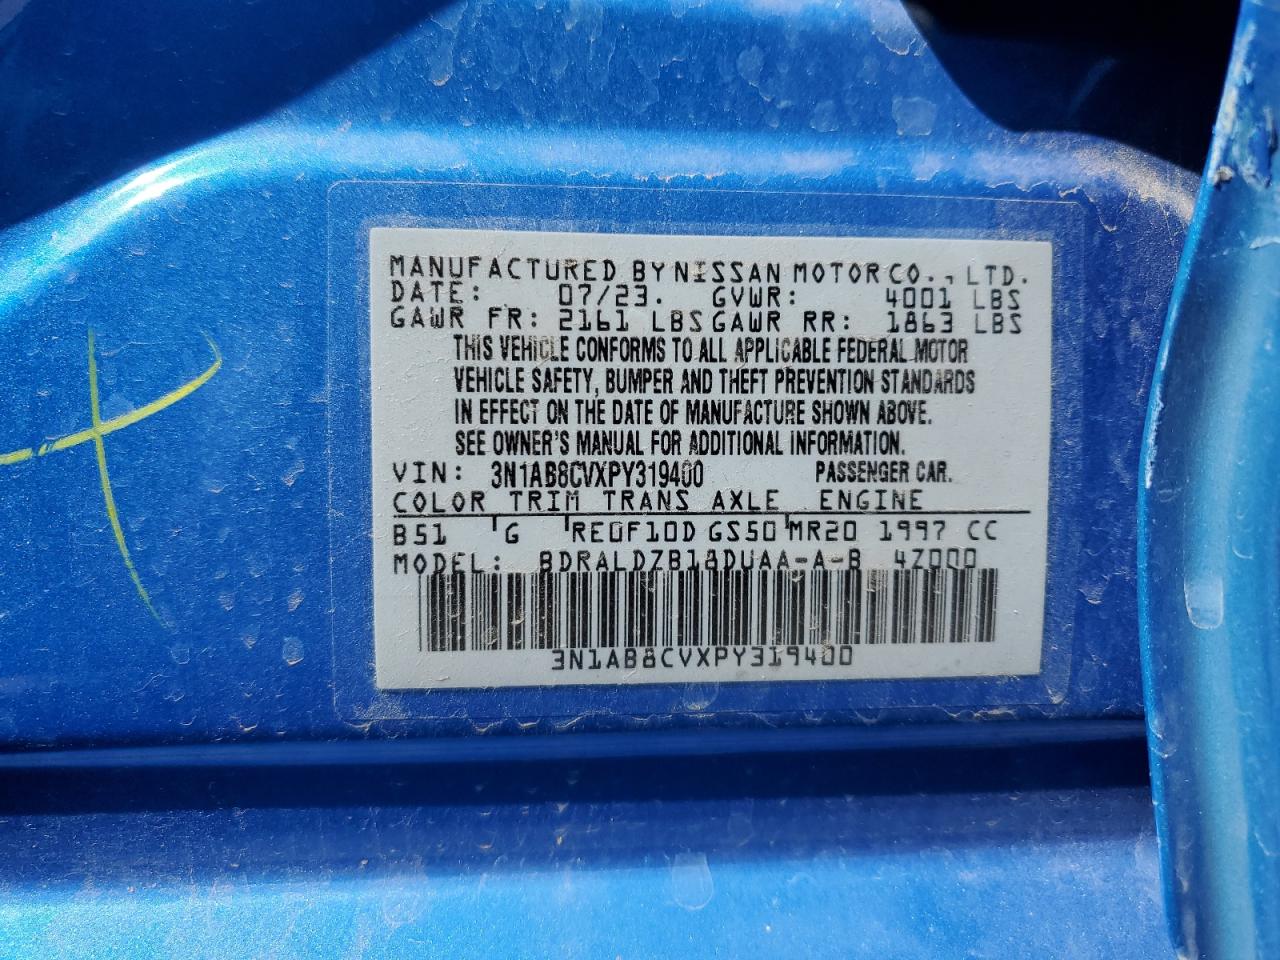 MANUFACTURED BY NISSAN MOTOR CO., LTD.
DATE: 07/23. GVWR: 4001 LBS
GAWR FR: 2161 LBS GAWR RR: 1863 LBS
THIS VEHICLE CONFORMS TO ALL APPLICABLE FEDERAL MOTOR
VEHICLE SAFETY, BUMPER AND THEFT PREVENTION STANDARDS
IN EFFECT ON THE DATE OF MANUFACTURE SHOWN ABOVE.
SEE OWNER'S MANUAL FOR ADDITIONAL INFORMATION.
VIN: 3N1AB8CVXPY319400 PASSENGER CAR.
COLOR TRIM TRANS AXLE ENGINE
B51 G RE0F10D GS50 MR20 1997 CC
MODEL: BDRALDZB18DUAA-A-B 4Z000
3N1AB8CVXPY319400